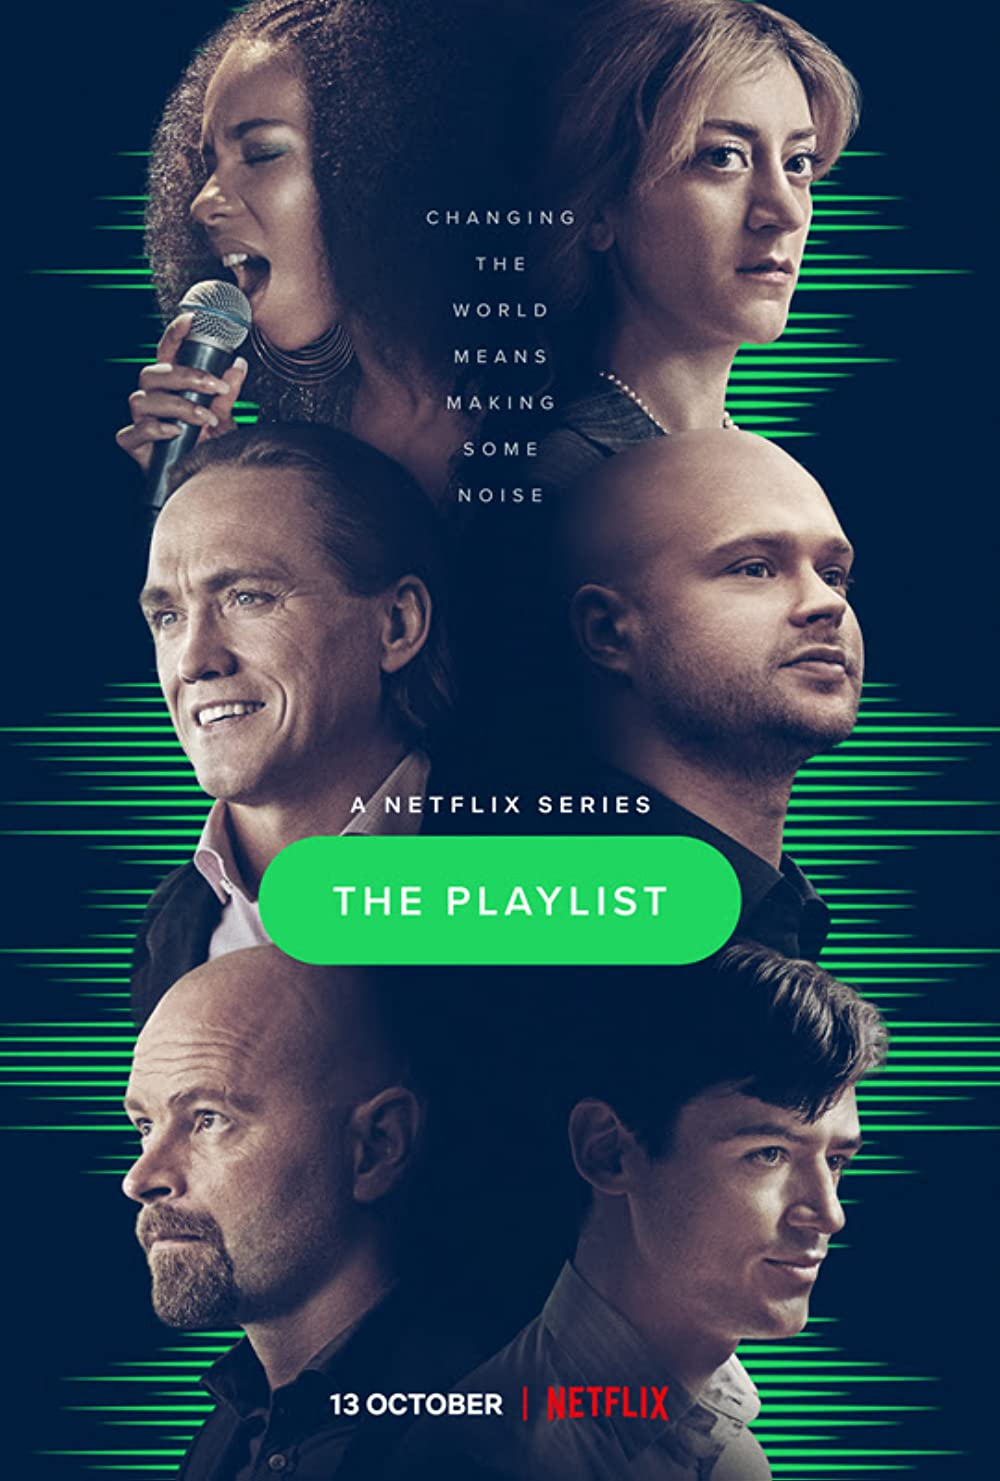 CHANGING
THE
WORLD
MEANS
MAKING
SOME
NOISE
A NETFLIX SERIES
THE PLAYLIST
13 OCTOBER | NETFLIX